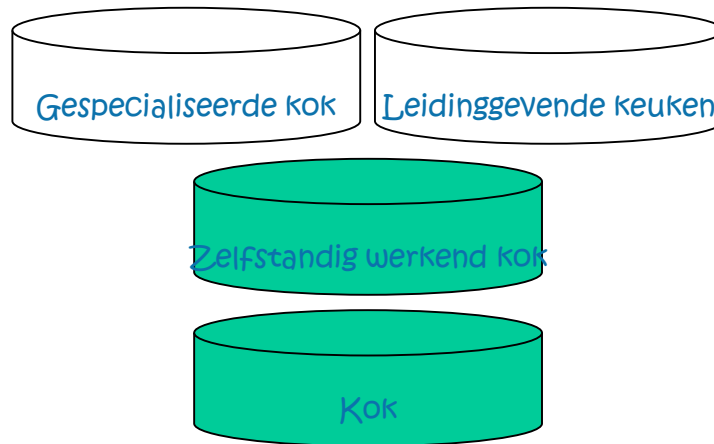 Gespecialiseerde kok
Leidinggevende keuken
Zelfstandig werkend kok
Kok